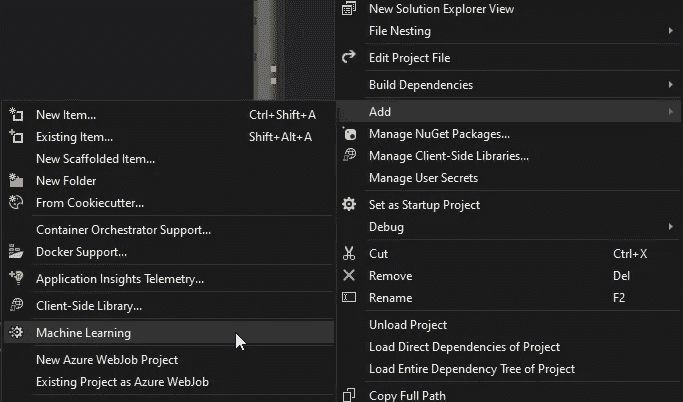 New Solution Explorer View
File Nesting
Edit Project File
Build Dependencies
Add
Manage NuGet Packages...
Manage Client-Side Libraries...
Manage User Secrets
Set as Startup Project
Debug
Cut Ctrl+X
Remove Del
Rename F2
Unload Project
Load Direct Dependencies of Project
Load Entire Dependency Tree of Project
Copy Full Path
New Item... Ctrl+Shift+A
Existing Item... Shift+Alt+A
New Scaffolded Item...
New Folder
From Cookiecutter...
Container Orchestrator Support...
Docker Support...
Application Insights Telemetry...
Client-Side Library...
Machine Learning
New Azure WebJob Project
Existing Project as Azure WebJob